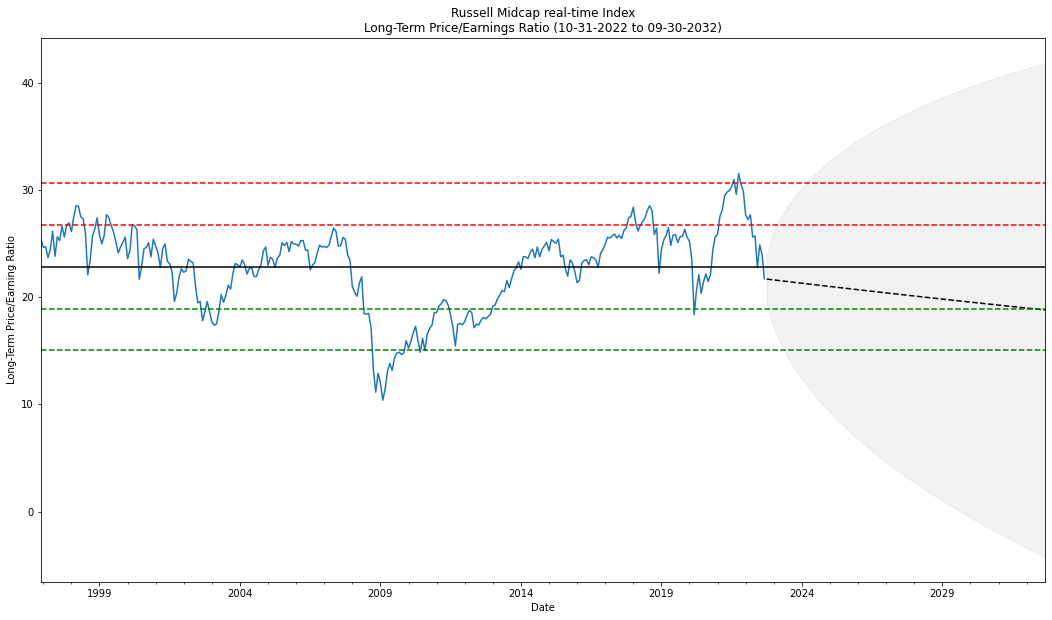 Russell Midcap real-time Index
Long-Term Price/Earnings Ratio (10-31-2022 to 09-30-2032)
Long-Term Price/Earning Ratio
40
30
20
10
0
1999 2004 2009 2014 2019 2024 2029
Date